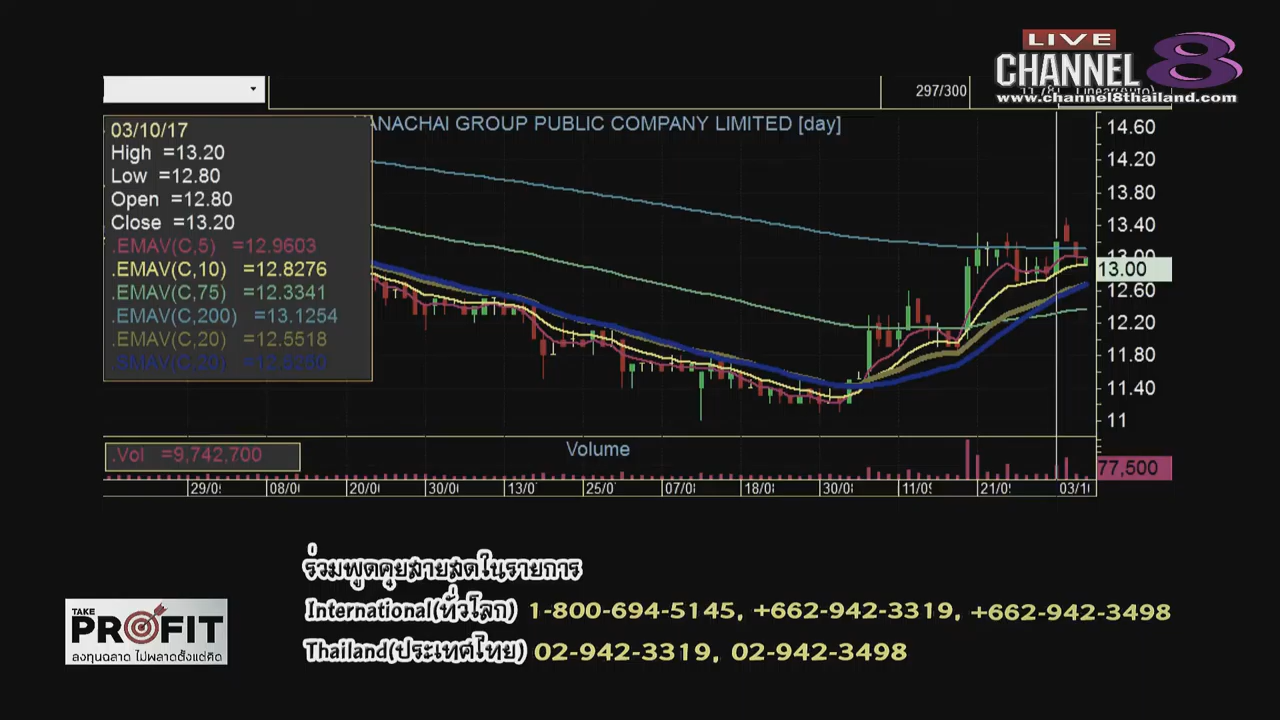 LIVE
CHANNEL 8
www.channel8thailand.com
297/300
ANACHAI GROUP PUBLIC COMPANY LIMITED [day]
03/10/17
High =13.20
Low =12.80
Open =12.80
Close =13.20
.EMAV(C,5) =12.9603
.EMAV(C,10) =12.8276
.EMAV(C,75) =12.3341
.EMAV(C,200) =13.1254
.EMAV(C,20) =12.5518
.SMAV(C,20)
14.60
14.20
13.80
13.40
13.00
13.00
12.60
12.20
11.80
11.40
11
.Vol =9,742,700
Volume
77,500
29/0 08/0 20/0 30/0 13/0 25/0 07/0 18/0 30/0 11/0 21/0 03/1
ร่วมพูดคุยสายสดในรายการ
International(ทั่วโลก) 1-800-694-5145, +662-942-3319, +662-942-3498
Thailand(ประเทศไทย) 02-942-3319, 02-942-3498
TAKE
PROFIT
ลงทุนฉลาด ไม่พลาดตั้งแต่คิด